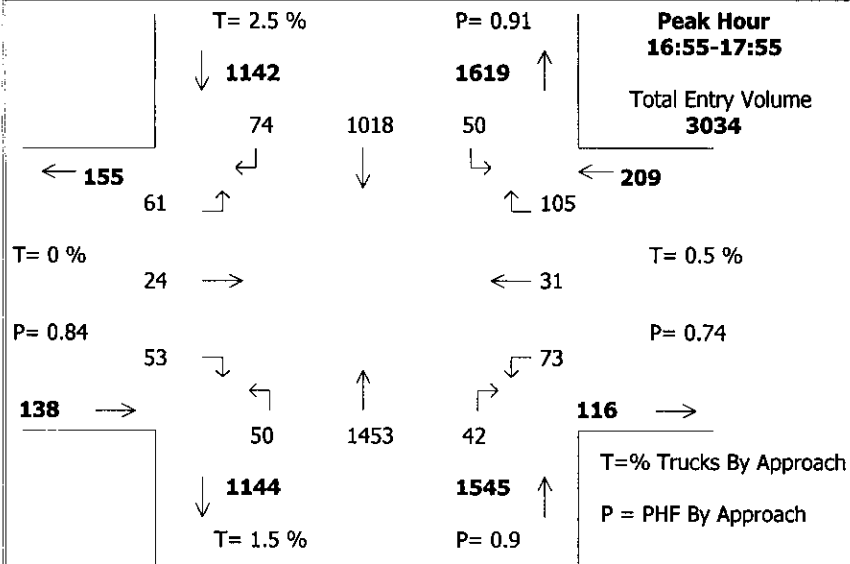 T= 2.5 %
P= 0.91
Peak Hour
16:55-17:55
1142
1619
Total Entry Volume
3034
74
1018
50
155
209
61
105
T= 0 %
T= 0.5 %
24
31
P= 0.84
P= 0.74
53
73
138
116
50
1453
42
T=% Trucks By Approach
1144
1545
P = PHF By Approach
T= 1.5 %
P= 0.9